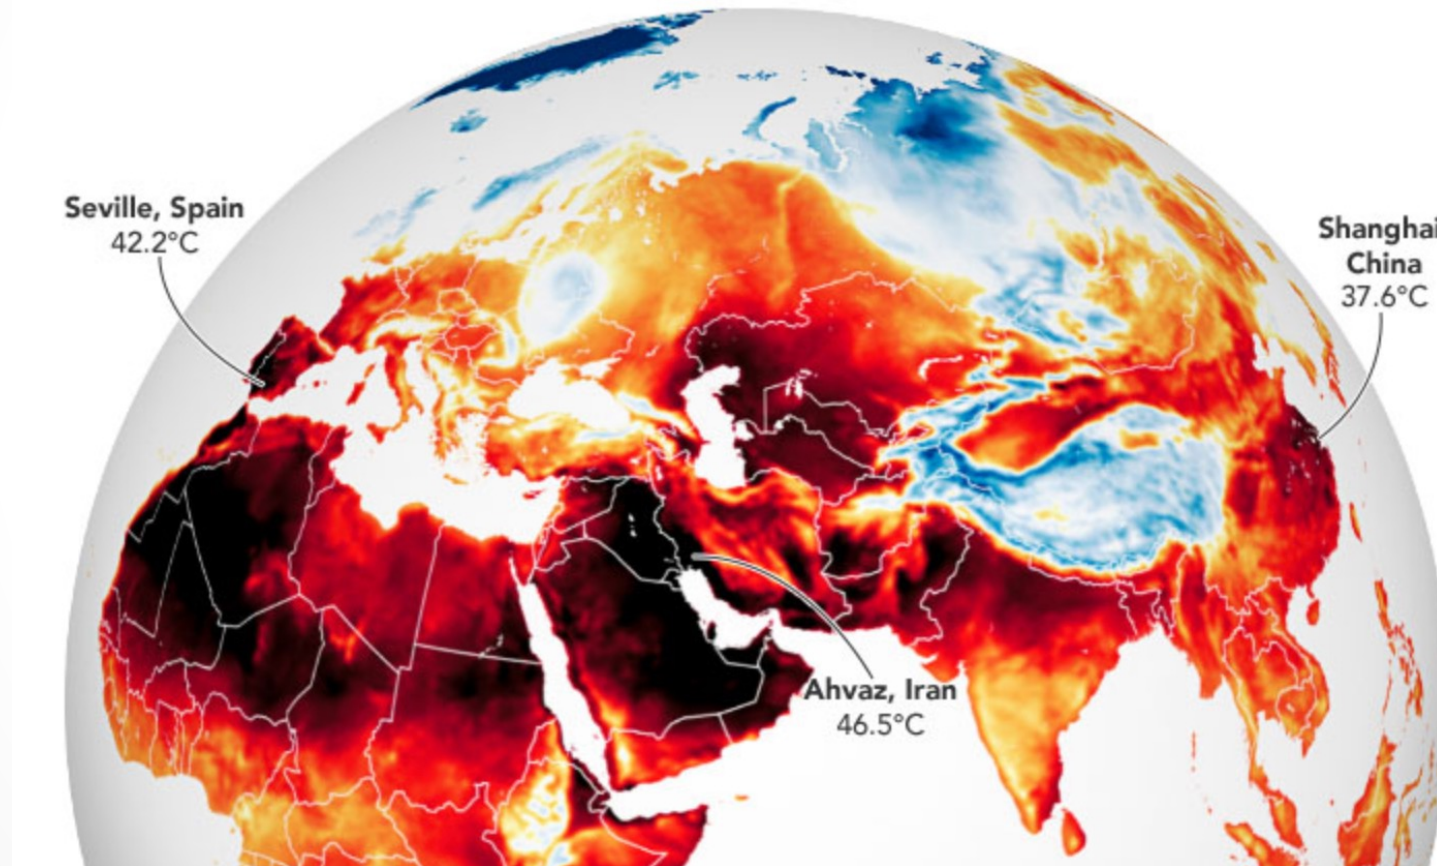 Seville, Spain
42.2°C
Shanghai
China
37.6°C
Ahvaz, Iran
46.5°C